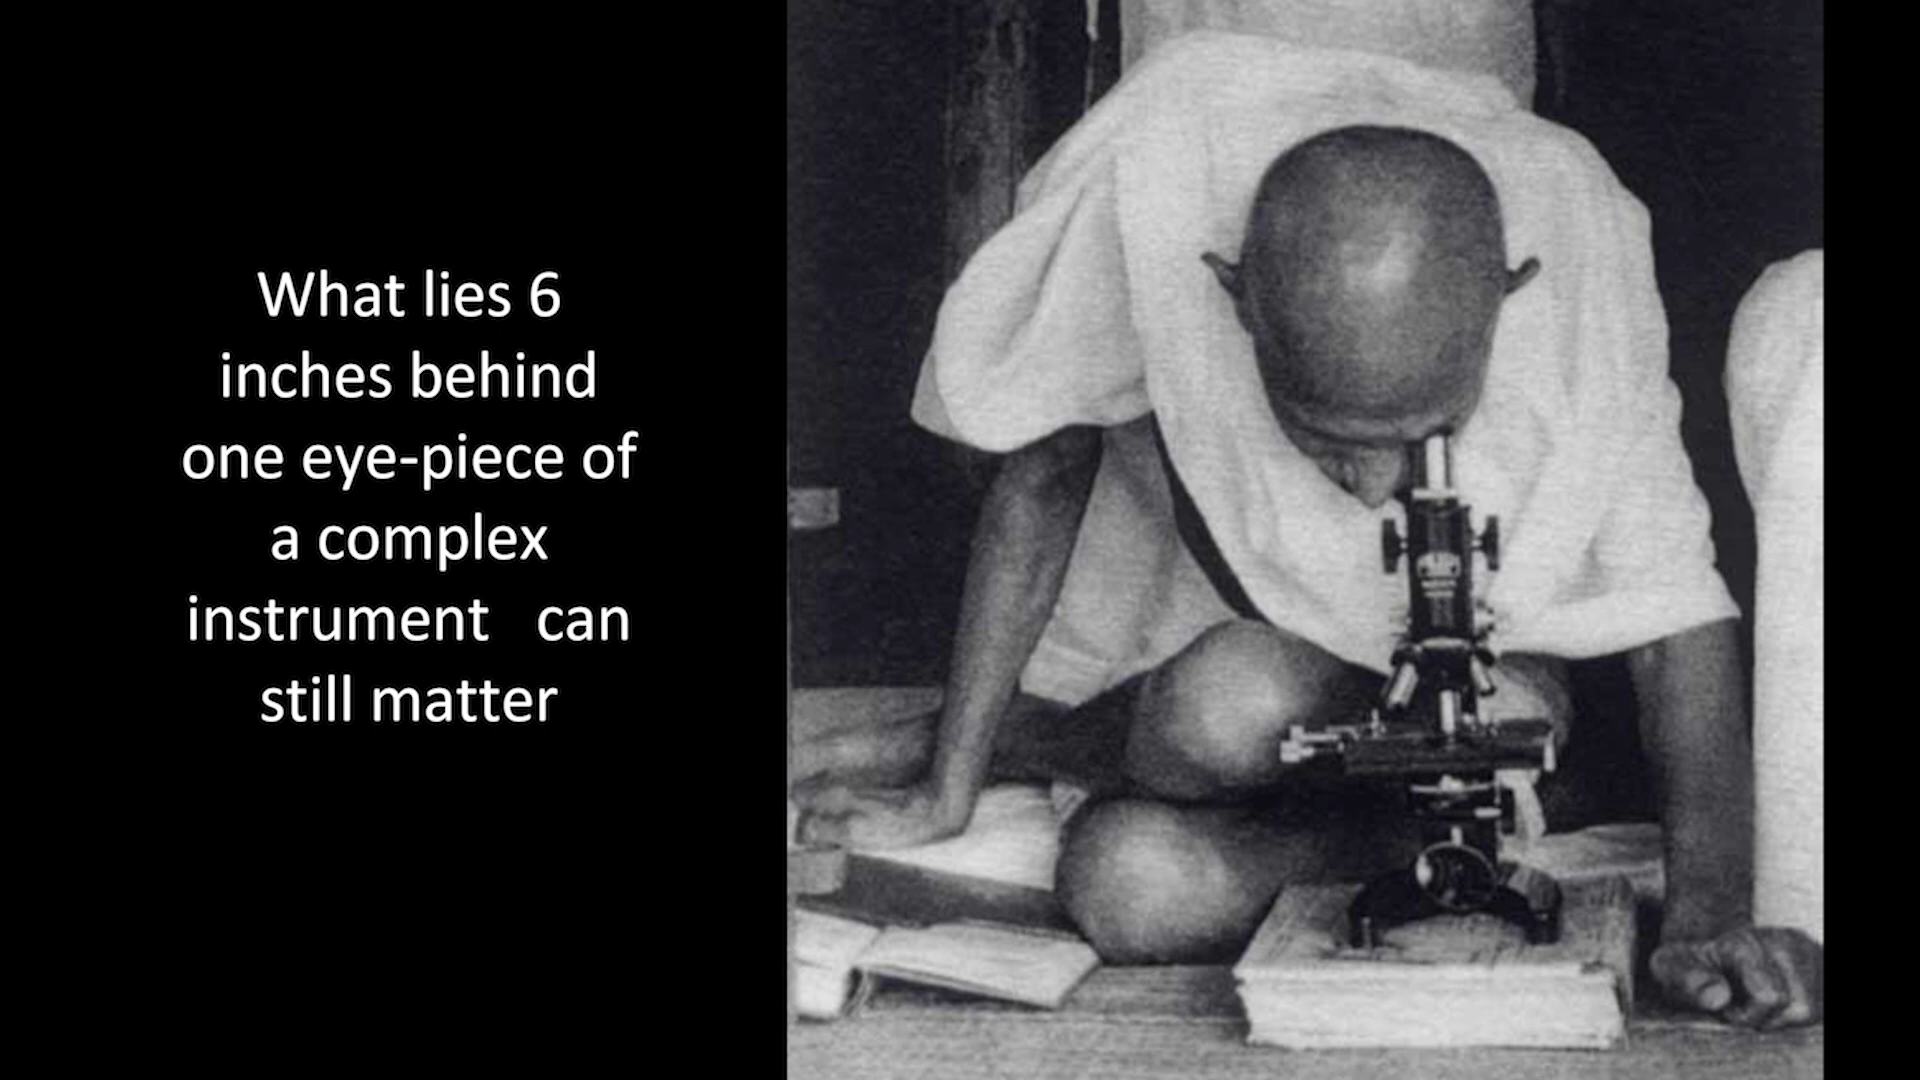 What lies 6
inches behind
one eye-piece of
a complex
instrument   can
still matter